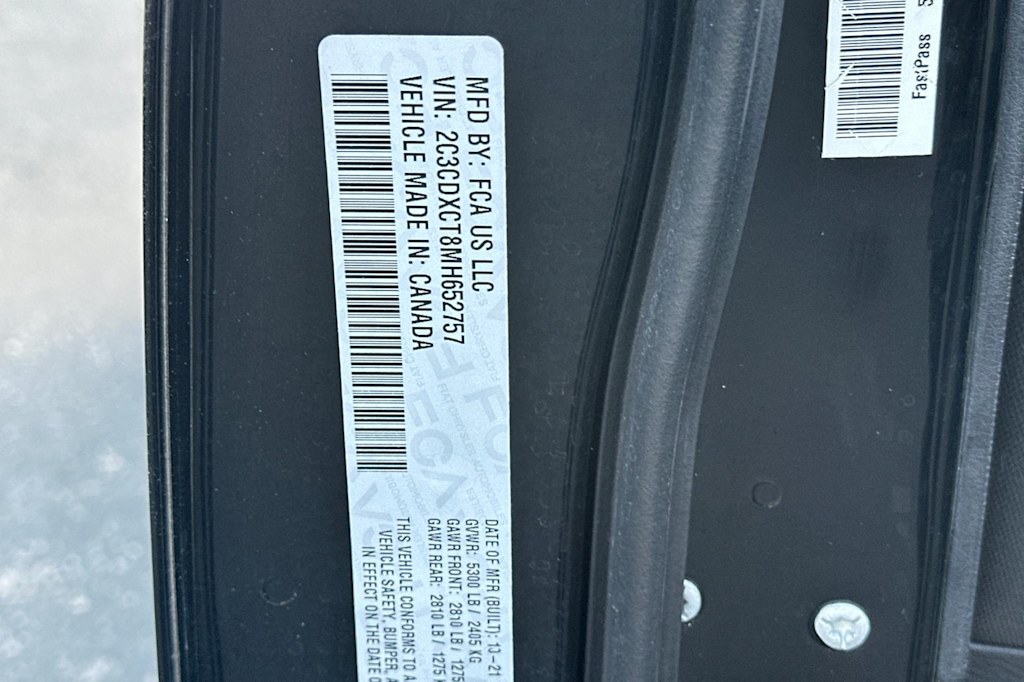 MFD BY: FCA US LLC
VIN: 2C3CDXCT8MH652757
VEHICLE MADE IN: CANADA
DATE OF MFR (BUILT): 10-21
GVWR: 5300 LB / 2405 KG
GAWR FRONT: 2810 LB / 1275
GAWR REAR: 2810 LB / 1275 K
THIS VEHICLE CONFORMS TO A
VEHICLE SAFETY, BUMPER, A
IN EFFECT ON THE DATE O
FastPass S